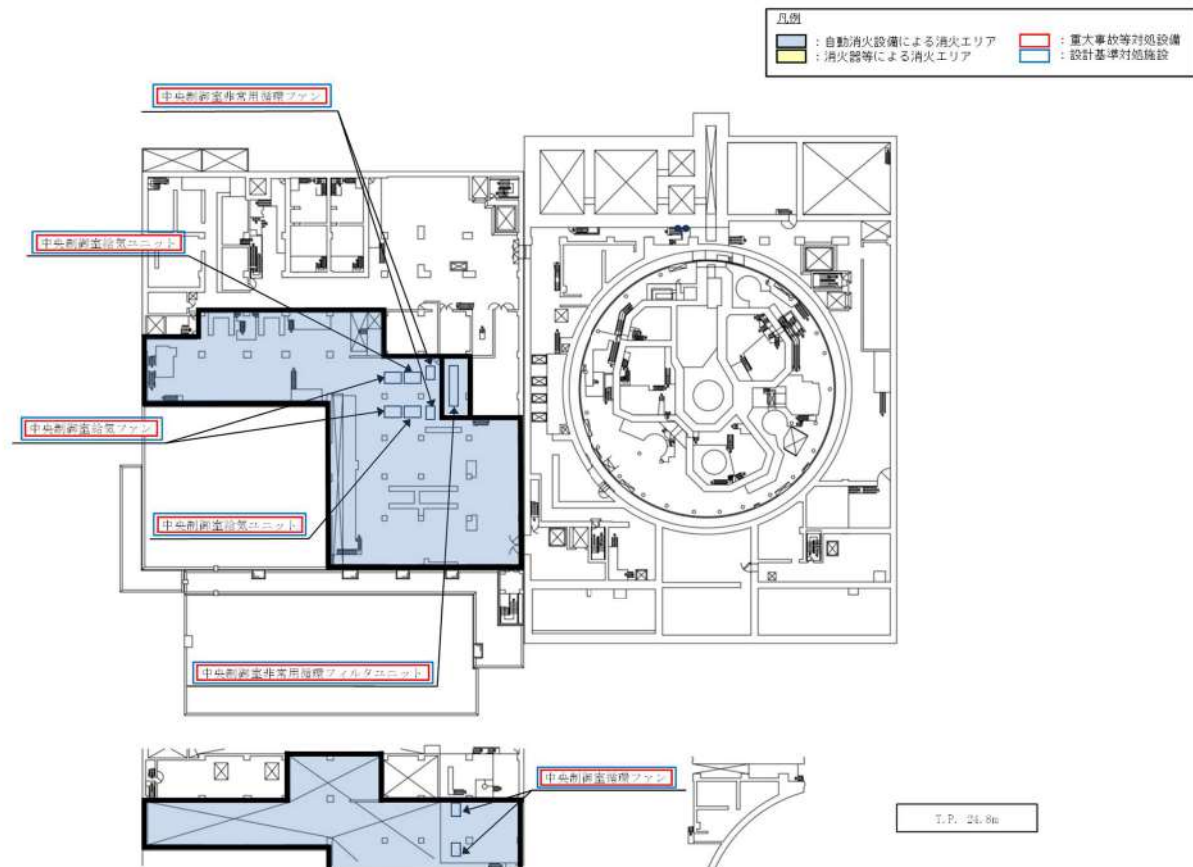 凡例
：自動消火設備による消火エリア
：重大事故等対処設備
：消火器等による消火エリア
：設計基準対処施設
中央制御室非常用循環ファン
中央制御室給気ユニット
中央制御室給気ファン
中央制御室給気ユニット
中央制御室非常用循環フィルタユニット
中央制御室循環ファン
T.P. 24.8m